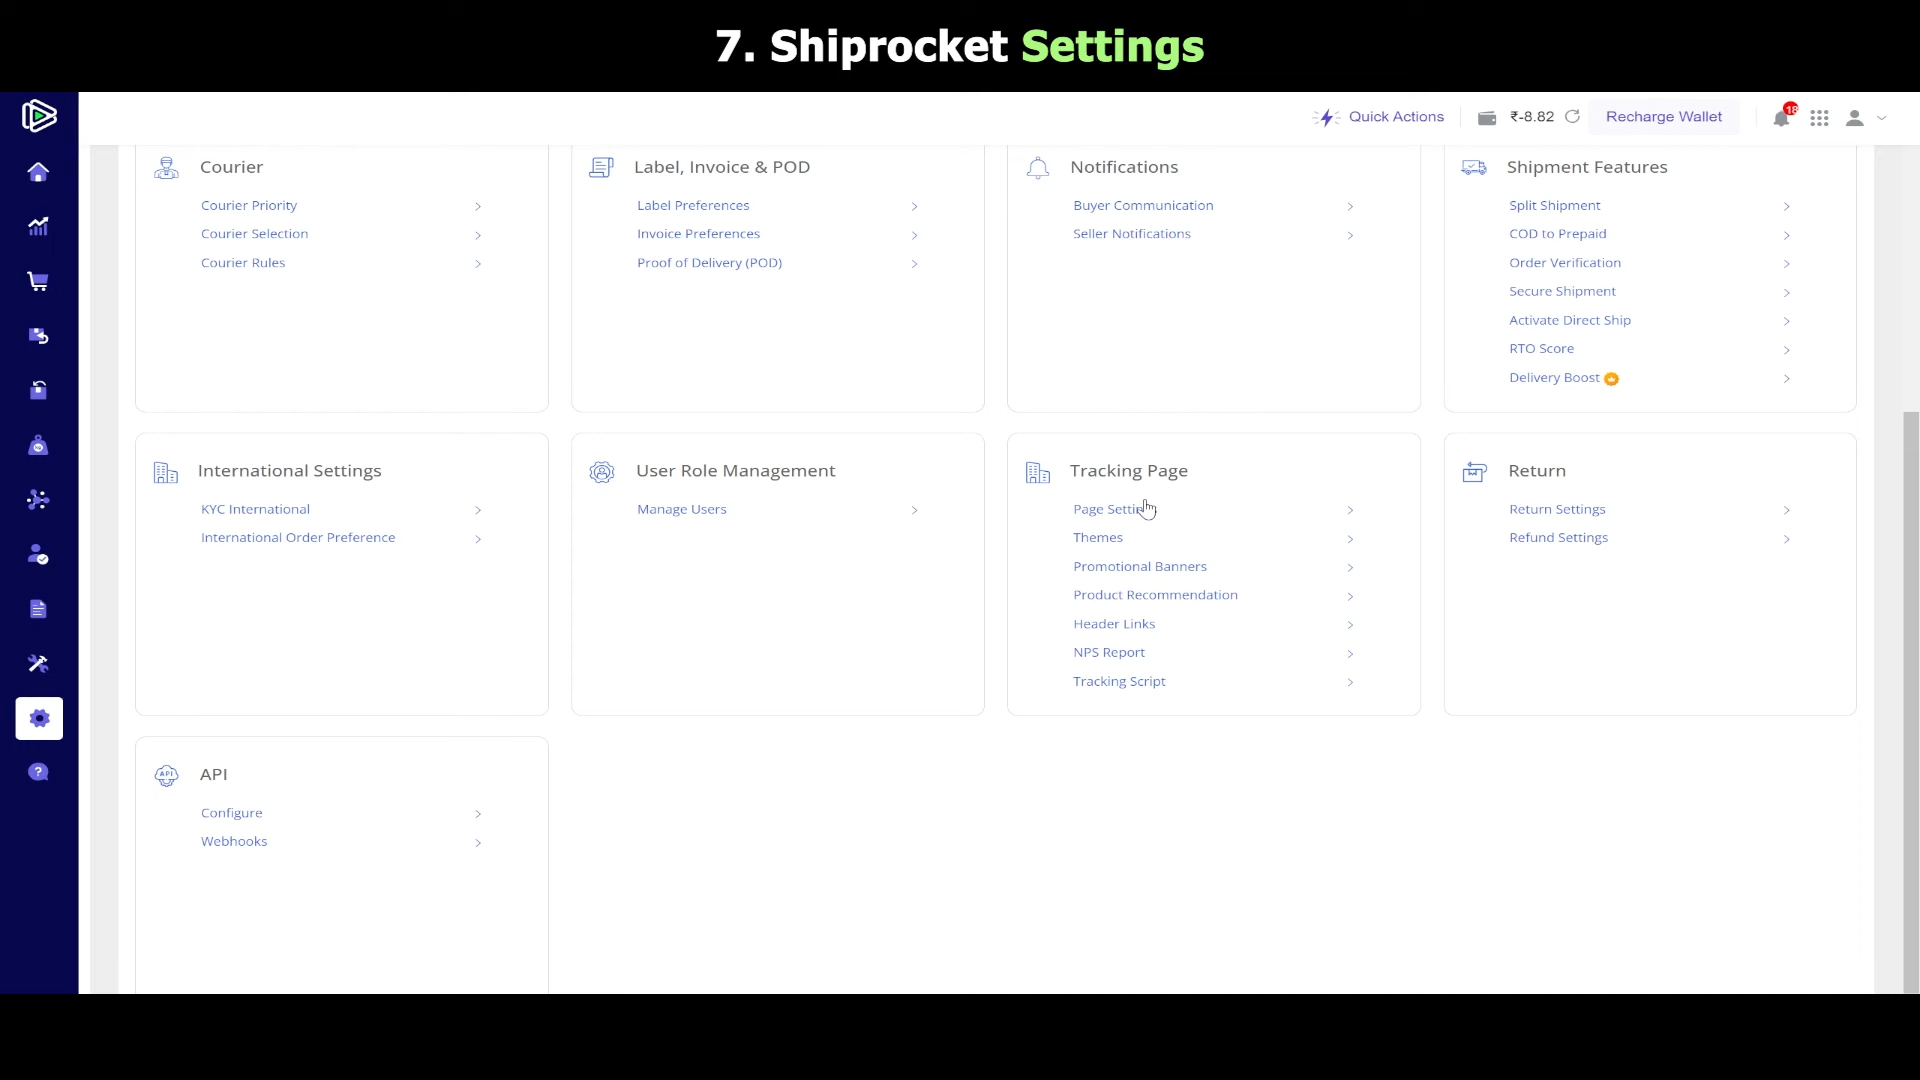 7. Shiprocket Settings
Quick Actions
₹-8.82
Recharge Wallet
18
Courier
Courier Priority
Courier Selection
Courier Rules
Label, Invoice & POD
Label Preferences
Invoice Preferences
Proof of Delivery (POD)
Notifications
Buyer Communication
Seller Notifications
Shipment Features
Split Shipment
COD to Prepaid
Order Verification
Secure Shipment
Activate Direct Ship
RTO Score
Delivery Boost
International Settings
KYC International
International Order Preference
User Role Management
Manage Users
Tracking Page
Page Setti
Themes
Promotional Banners
Product Recommendation
Header Links
NPS Report
Tracking Script
Return
Return Settings
Refund Settings
API
API
Configure
Webhooks